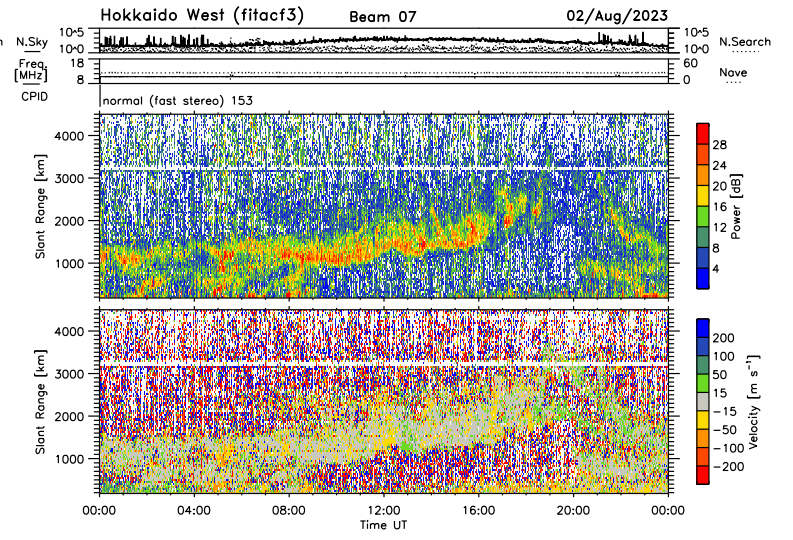 Hokkaido West (fitacf3)
Beam 07
02/Aug/2023
N.Sky
10^5
10^0
10^5
10^0
N.Search
Freq.
[MHz]
18
8
60
0
Nave
CPID
normal (fast stereo) 153
Slant Range [km]
4000
3000
2000
1000
28
24
20
16
12
8
4
Power [dB]
Slant Range [km]
4000
3000
2000
1000
200
100
50
15
-15
-50
-100
-200
Velocity [m s⁻¹]
00:00 04:00 08:00 12:00 16:00 20:00 00:00
Time UT